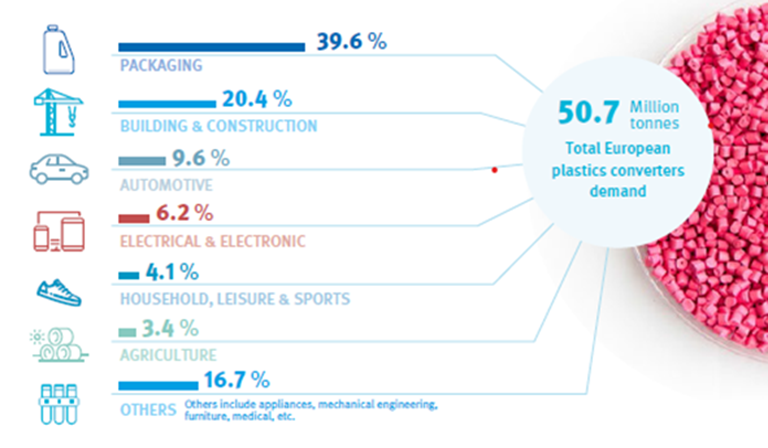 39.6 %
PACKAGING
20.4 %
BUILDING & CONSTRUCTION
9.6 %
AUTOMOTIVE
6.2 %
ELECTRICAL & ELECTRONIC
4.1 %
HOUSEHOLD, LEISURE & SPORTS
3.4 %
AGRICULTURE
16.7 %
OTHERS Others include appliances, mechanical engineering,
furniture, medical, etc.
50.7 Million
tonnes
Total European
plastics converters
demand